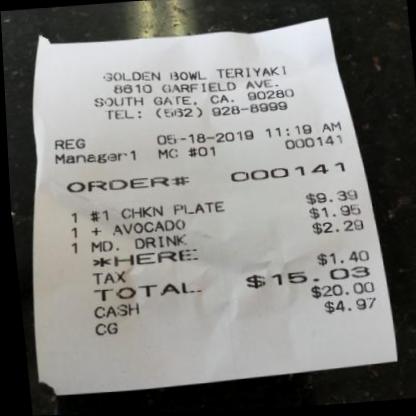 GOLDEN BOWL TERIYAKI
8610 GARFIELD AVE.
SOUTH GATE, CA. 90280
TEL: (562) 928-8999
REG 05-18-2019 11:19 AM
Manager1 MC #01 000141
ORDER# 000141
1 #1 CHKN PLATE $9.39
1 + AVOCADO $1.95
1 MD. DRINK $2.29
*HERE
TAX $1.40
TOTAL $15.03
CASH $20.00
CG $4.97